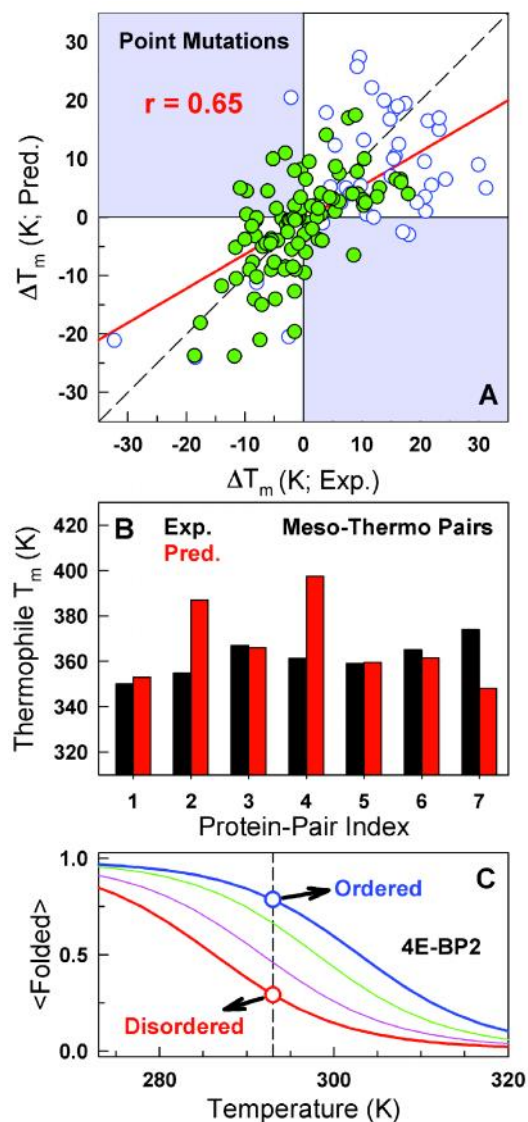 35
Point Mutations
30
r = 0.65
20
10
0
-10
-20
-30
A
ΔTm (K; Pred.)
-30 -20 -10 0 10 20 30
ΔTm (K; Exp.)
B Exp. Meso-Thermo Pairs
Pred.
420
400
380
360
340
320
Thermophile Tm (K)
1 2 3 4 5 6 7
Protein-Pair Index
1.0
C
Ordered
4E-BP2
0.5
Disordered
0.0
<Folded>
280 300 320
Temperature (K)